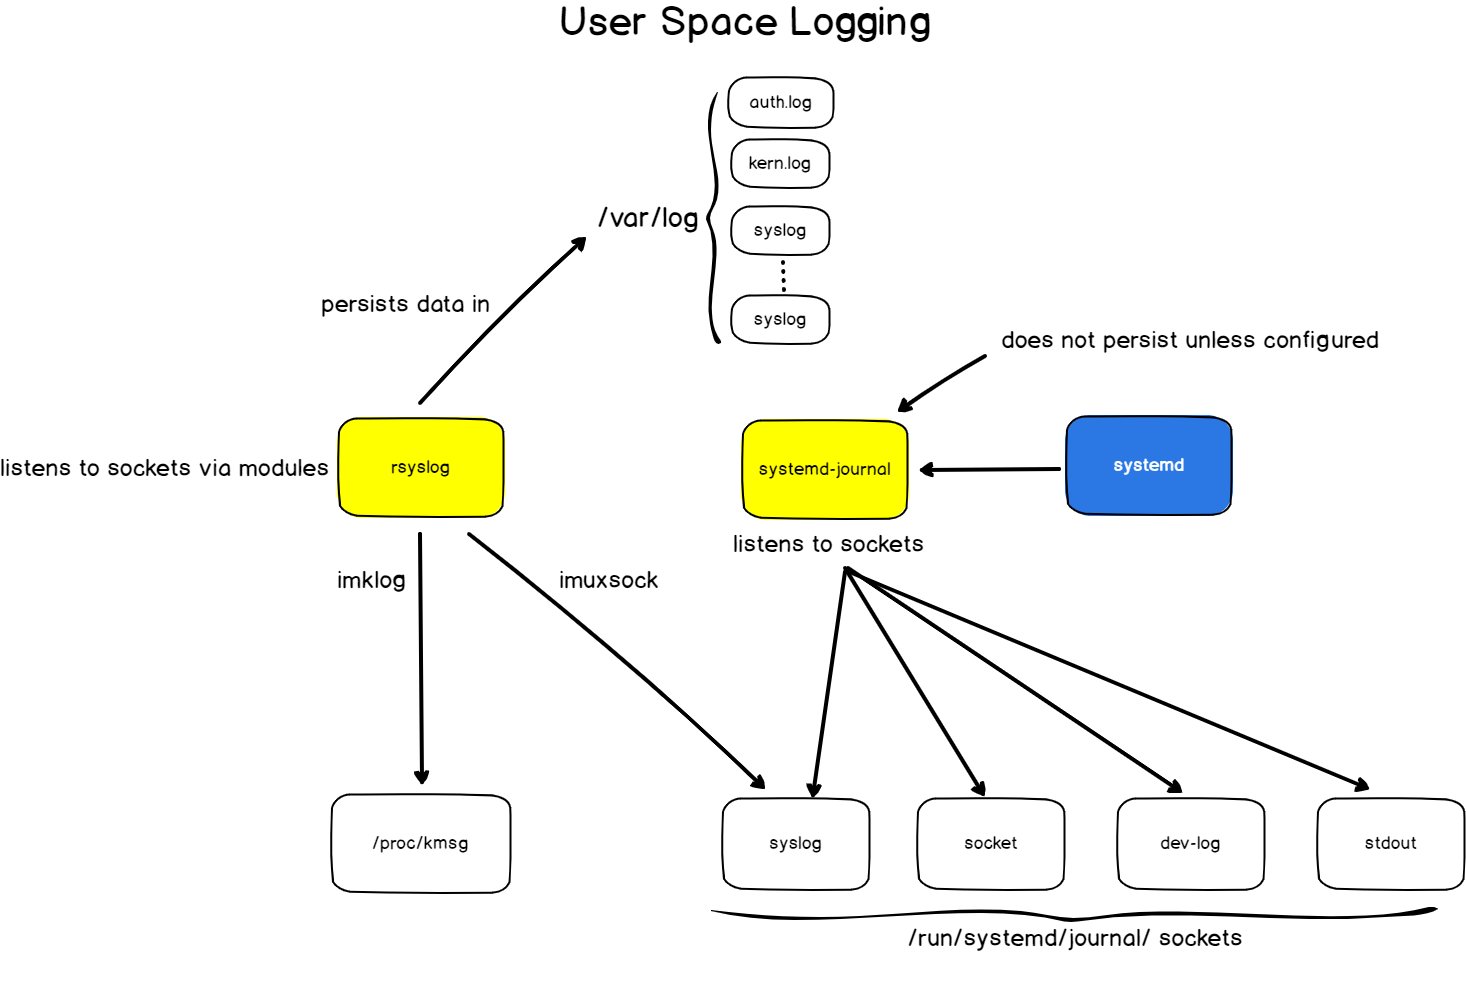 User Space Logging
auth.log
kern.log
/var/log
syslog
persists data in
syslog
does not persist unless configured
listens to sockets via modules
rsyslog
systemd-journal
systemd
listens to sockets
imklog
imuxsock
/proc/kmsg
syslog
socket
dev-log
stdout
/run/systemd/journal/ sockets